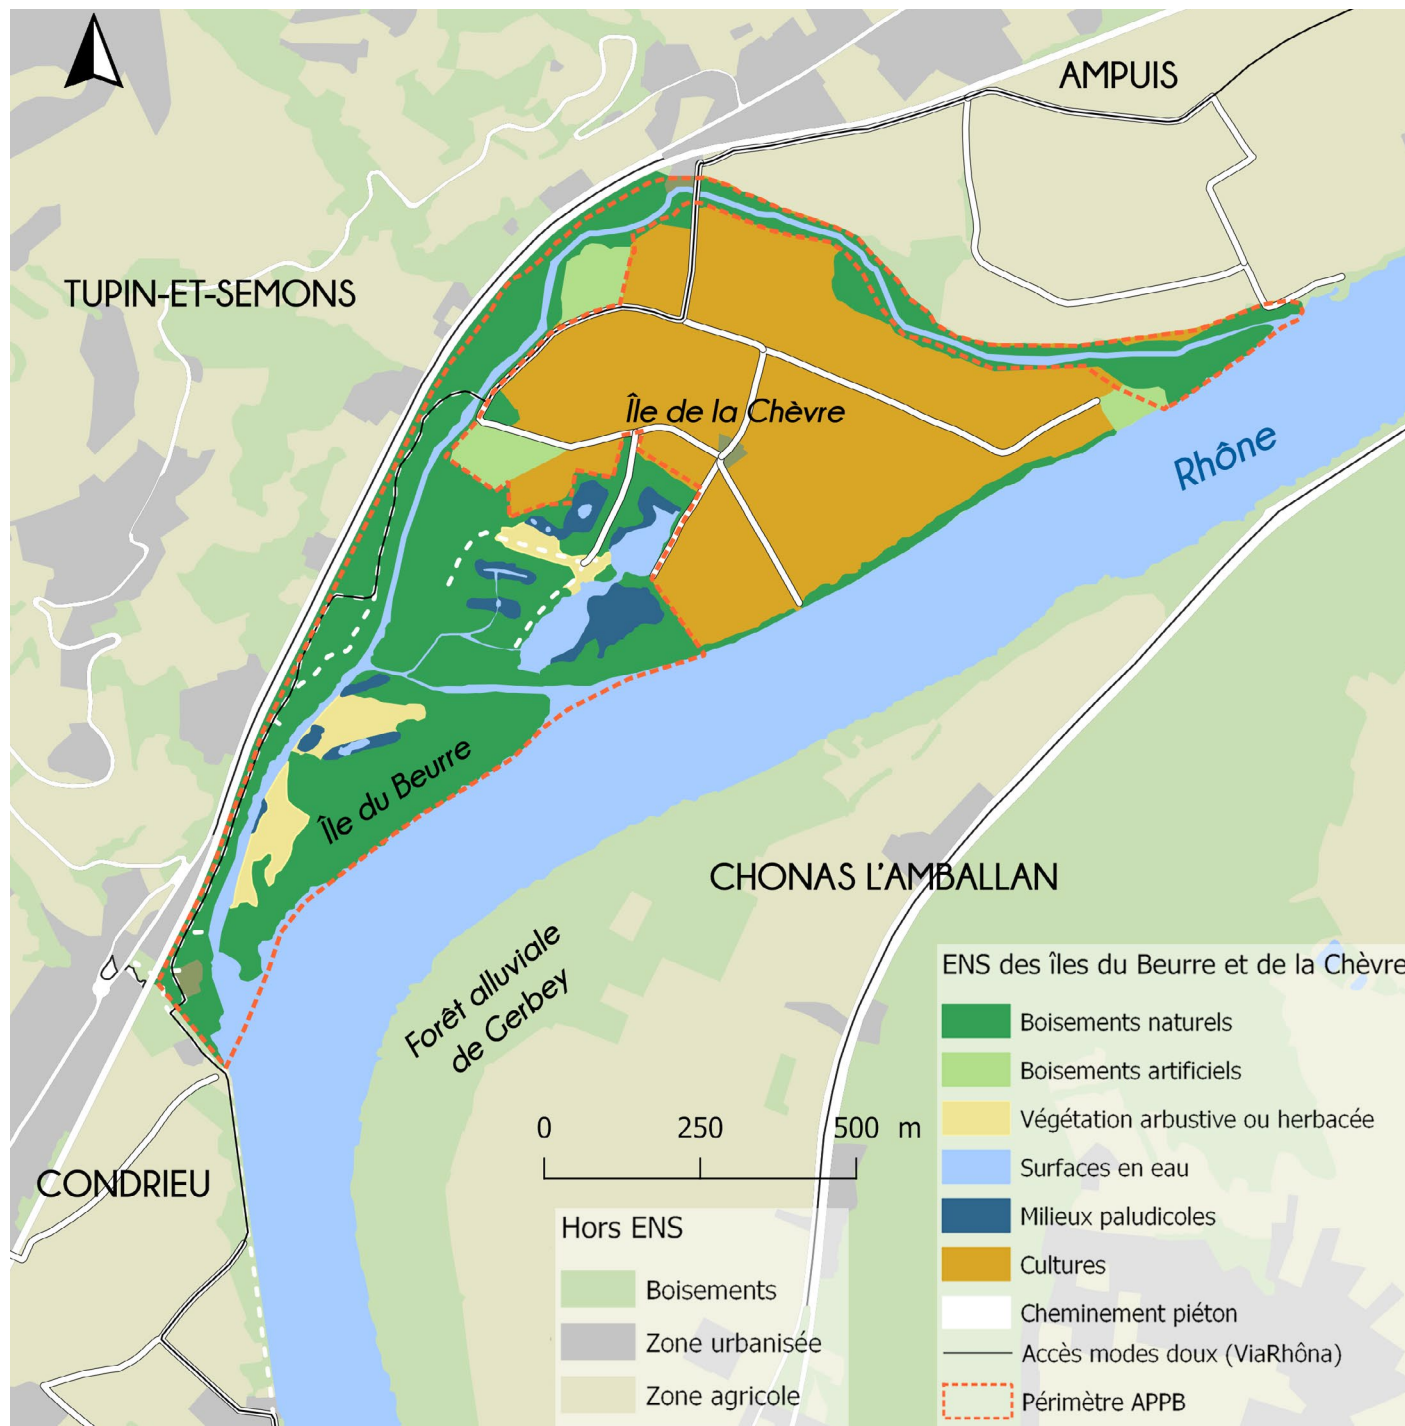 AMPUIS
TUPIN-ET-SEMONS
Île de la Chèvre
Rhône
Île du Beurre
CHONAS L'AMBALLAN
Forêt alluviale
de Gerbey
CONDRIEU
0 250 500 m
Hors ENS
Boisements
Zone urbanisée
Zone agricole
ENS des îles du Beurre et de la Chèvre
Boisements naturels
Boisements artificiels
Végétation arbustive ou herbacée
Surfaces en eau
Milieux paludicoles
Cultures
Cheminement piéton
Accès modes doux (ViaRhôna)
Périmètre APPB